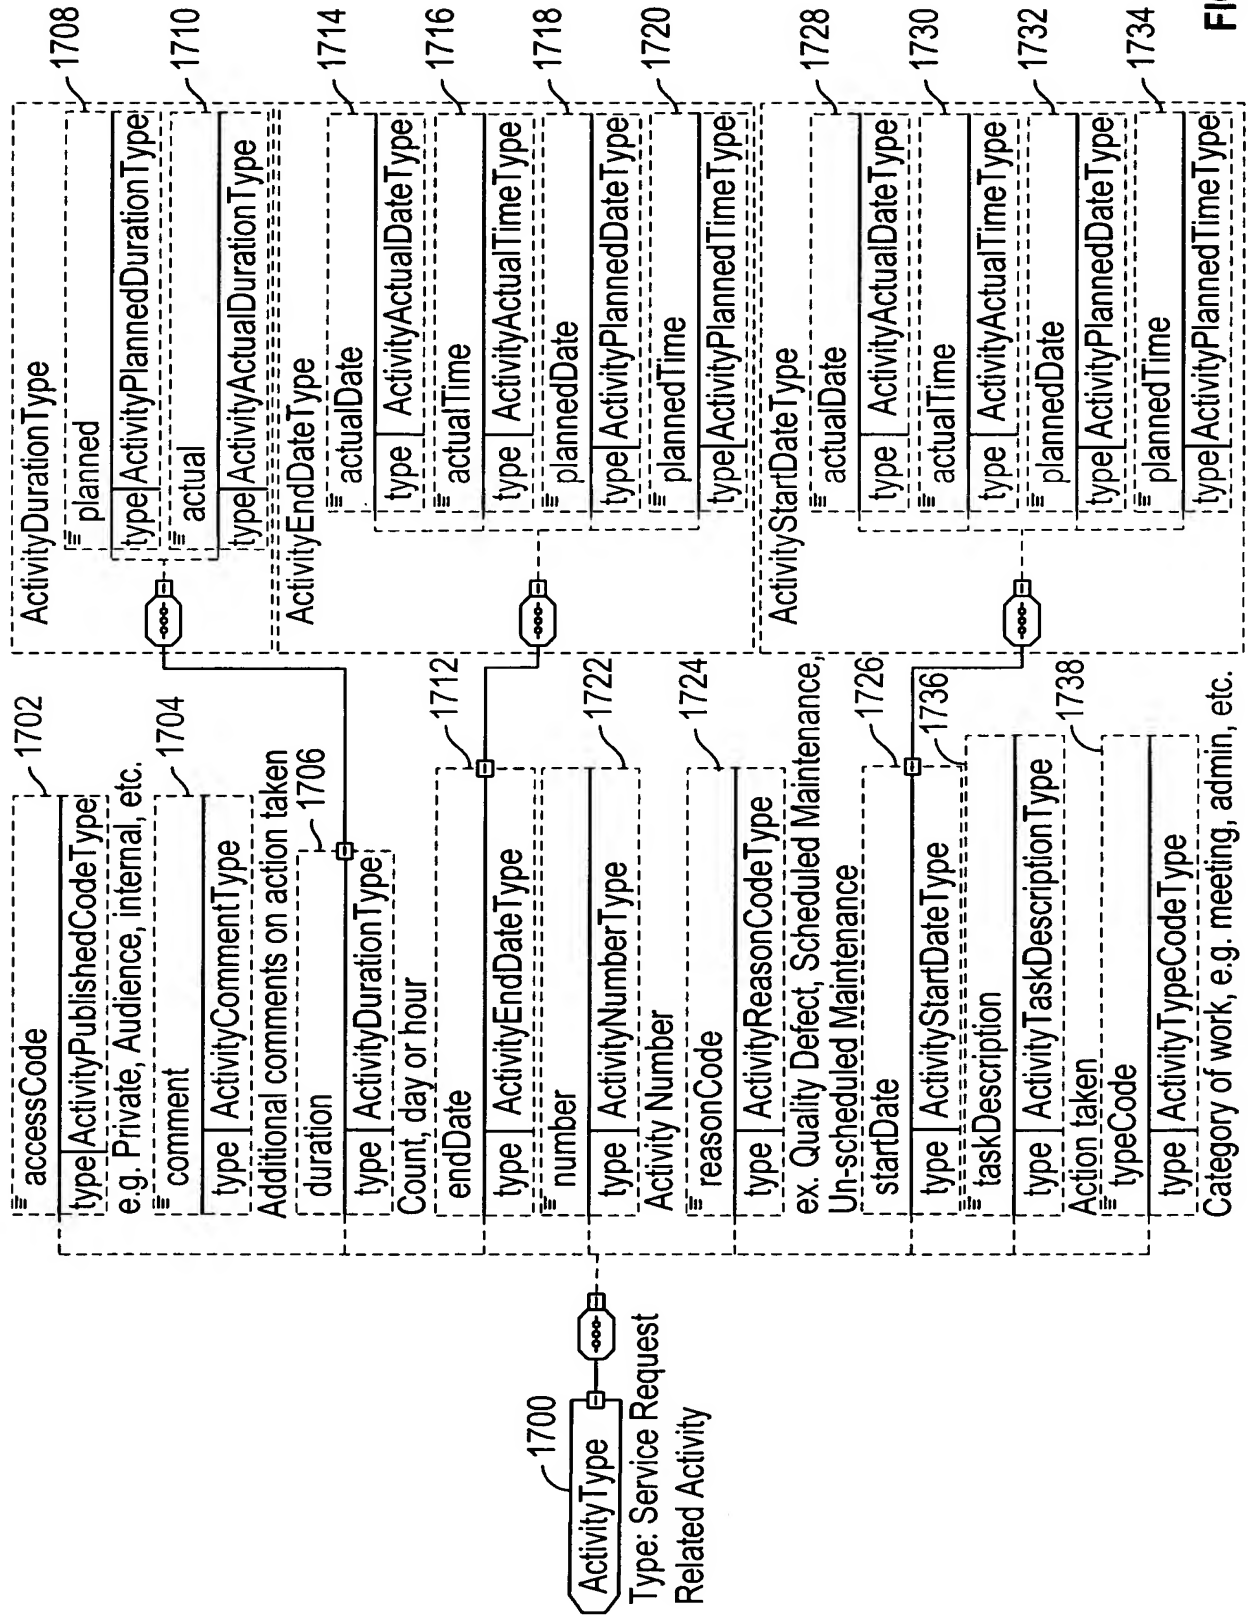 1700
ActivityType
Type: Service Request
Related Activity
accessCode
1702
type ActivityPublishedCodeType
e.g. Private, Audience, internal, etc.
comment
1704
type ActivityCommentType
Additional comments on action taken
duration
1706
type ActivityDurationType
Count, day or hour
endDate
1712
type ActivityEndDateType
number
1722
type ActivityNumberType
Activity Number
reasonCode
1724
type ActivityReasonCodeType
ex. Quality Defect, Scheduled Maintenance,
Un-scheduled Maintenance
startDate
1726
type ActivityStartDateType
1736
taskDescription
type ActivityTaskDescriptionType
Action taken
1738
typeCode
type ActivityTypeCodeType
Category of work, e.g. meeting, admin, etc.
ActivityDurationType
1708
planned
type ActivityPlannedDurationType
1710
actual
type ActivityActualDurationType
ActivityEndDateType
1714
actualDate
type ActivityActualDateType
1716
actualTime
type ActivityActualTimeType
1718
plannedDate
type ActivityPlannedDateType
1720
plannedTime
type ActivityPlannedTimeType
ActivityStartDateType
1728
actualDate
type ActivityActualDateType
1730
actualTime
type ActivityActualTimeType
1732
plannedDate
type ActivityPlannedDateType
1734
plannedTime
type ActivityPlannedTimeType